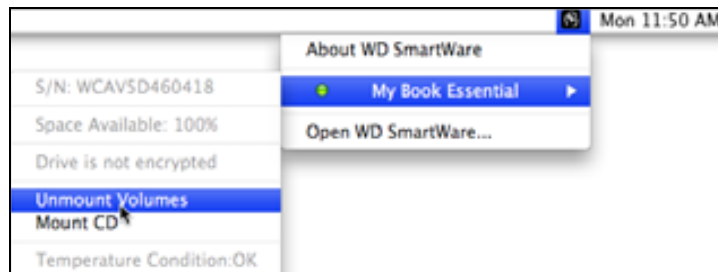 Mon 11:50 AM
About WD SmartWare
My Book Essential
Open WD SmartWare...
S/N: WCAV5D460418
Space Available: 100%
Drive is not encrypted
Unmount Volumes
Mount CD
Temperature Condition:OK